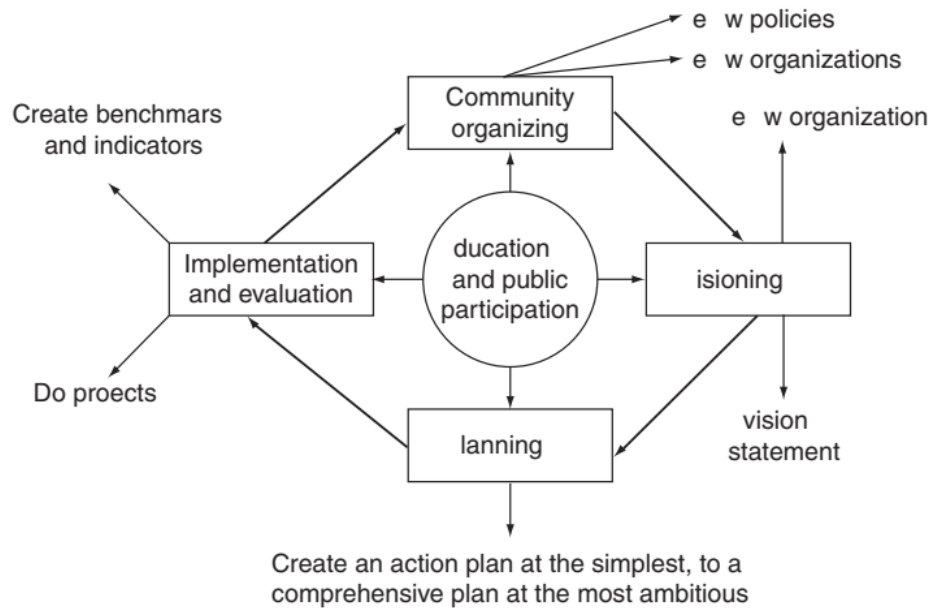 e w policies
e w organizations
Community
organizing
Create benchmars
and indicators
e w organization
Implementation
and evaluation
ducation
and public
participation
isioning
Do proects
lanning
vision
statement
Create an action plan at the simplest, to a
comprehensive plan at the most ambitious